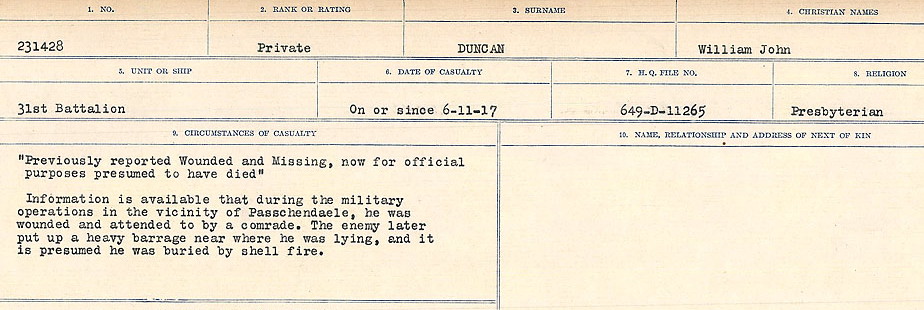 1. NO. 2. RANK OR RATING 3. SURNAME 4. CHRISTIAN NAMES
231428 Private DUNCAN William John
5. UNIT OR SHIP 6. DATE OF CASUALTY 7. H.Q. FILE NO. 8. RELIGION
31st Battalion On or since 6-11-17 649-D-11265 Presbyterian
9. CIRCUMSTANCES OF CASUALTY 10. NAME, RELATIONSHIP AND ADDRESS OF NEXT OF KIN
"Previously reported Wounded and Missing, now for official
purposes presumed to have died"
Information is available that during the military
operations in the vicinity of Passchendaele, he was
wounded and attended to by a comrade. The enemy later
put up a heavy barrage near where he was lying, and it
is presumed he was buried by shell fire.